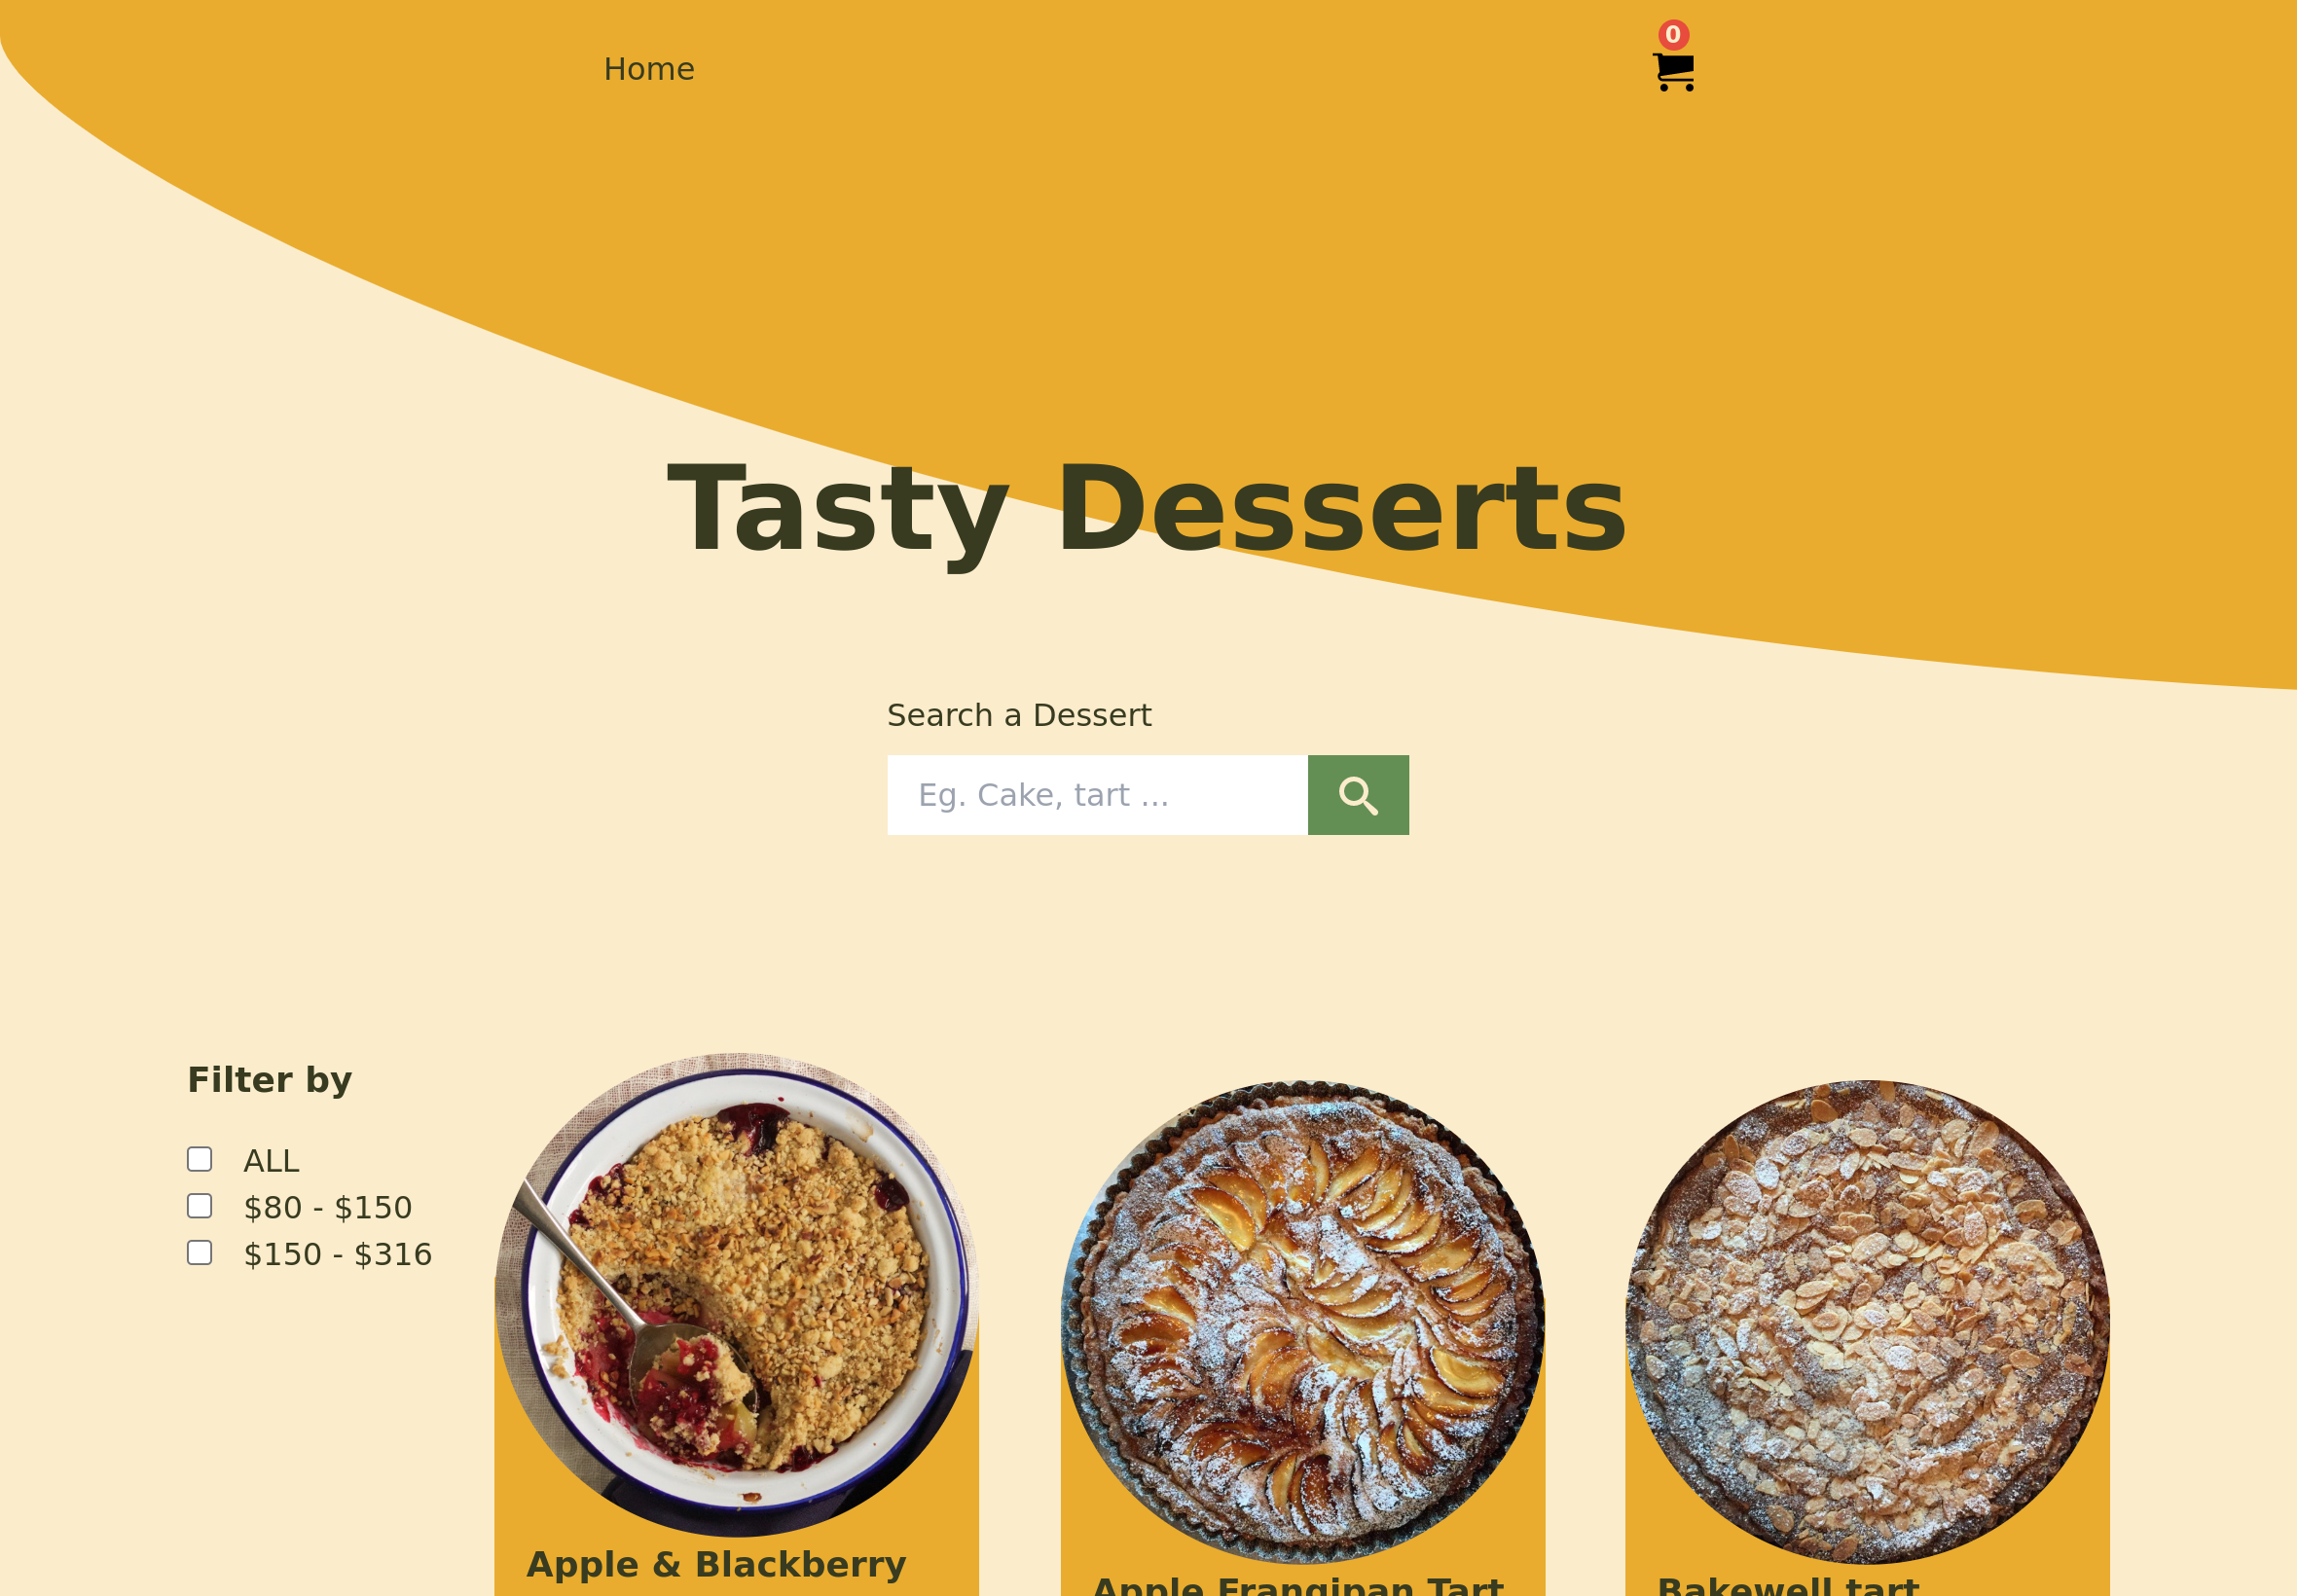 Home
0
Tasty Desserts
Search a Dessert
Eg. Cake, tart ...
Filter by
ALL
$80 - $150
$150 - $316
Apple & Blackberry
Apple Frangipan Tart
Bakewell tart